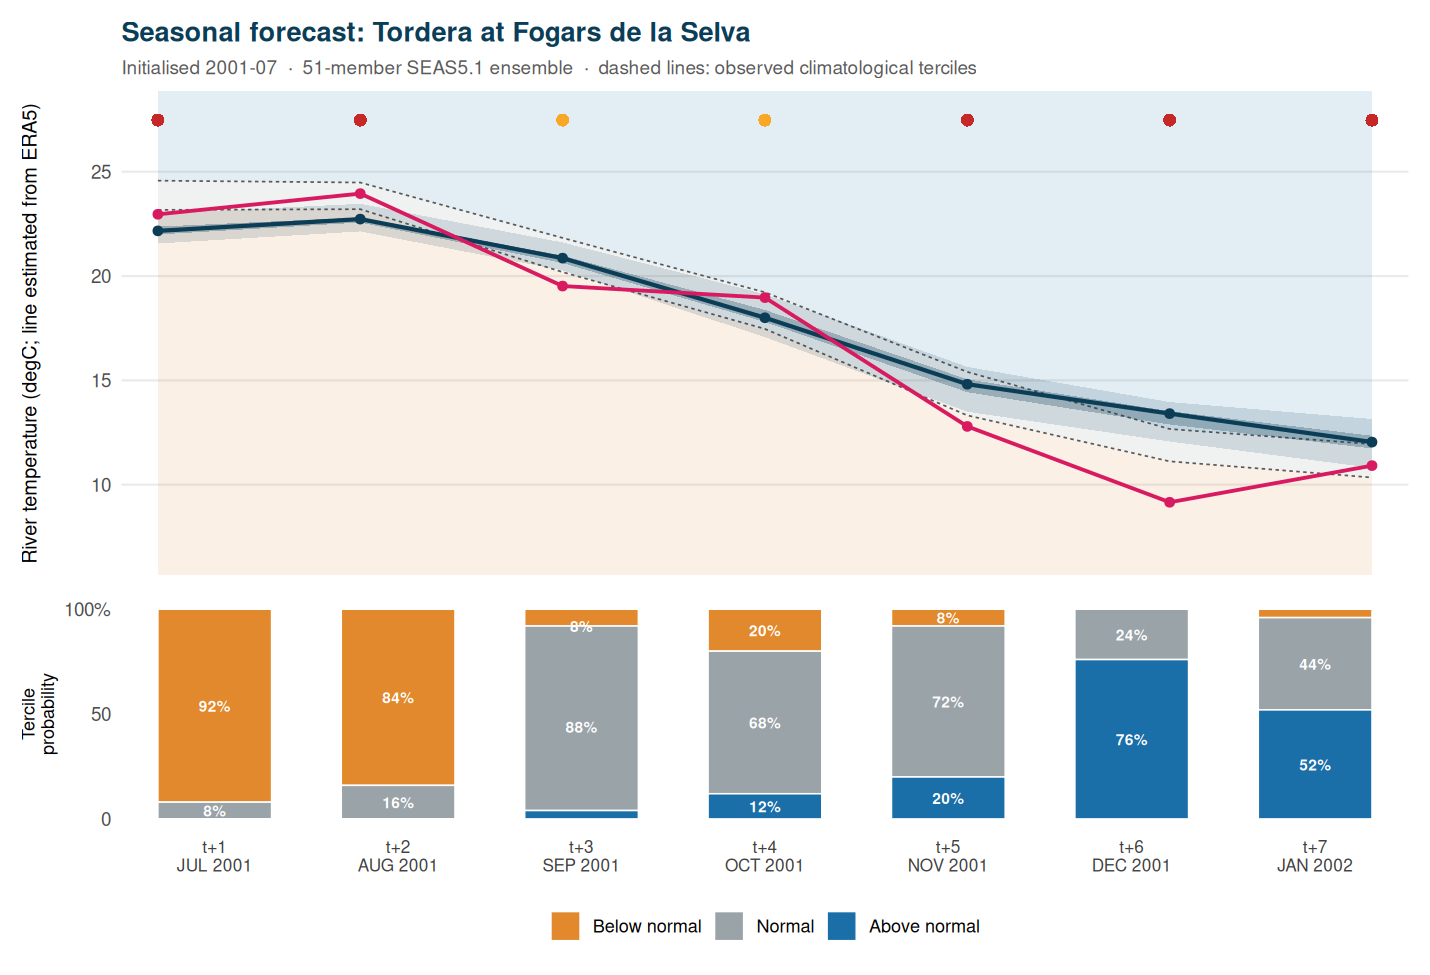 Seasonal forecast: Tordera at Fogars de la Selva
Initialised 2001-07 · 51-member SEAS5.1 ensemble · dashed lines: observed climatological terciles
River temperature (degC; line estimated from ERA5)
25
20
15
10
Tercile
probability
100%
50
0
92%
8%
84%
16%
8%
88%
20%
68%
12%
8%
72%
20%
24%
76%
44%
52%
t+1
JUL 2001
t+2
AUG 2001
t+3
SEP 2001
t+4
OCT 2001
t+5
NOV 2001
t+6
DEC 2001
t+7
JAN 2002
Below normal
Normal
Above normal